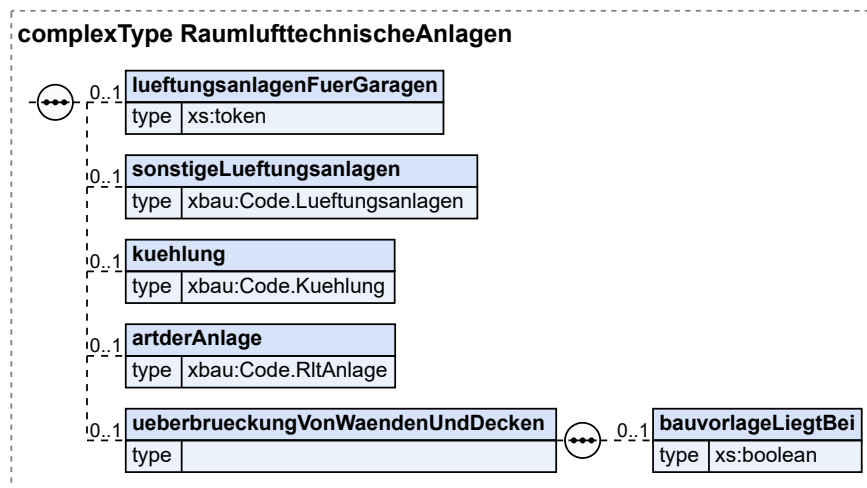 complexType RaumlufttechnischeAnlagen
0..1 lueftungsanlagenFuerGaragen
type xs:token
0..1 sonstigeLueftungsanlagen
type xbau:Code.Lueftungsanlagen
0..1 kuehlung
type xbau:Code.Kuehlung
0..1 artderAnlage
type xbau:Code.RltAnlage
0..1 ueberbrueckungVonWaendenUndDecken 0..1 bauvorlageLiegtBei
type type xs:boolean